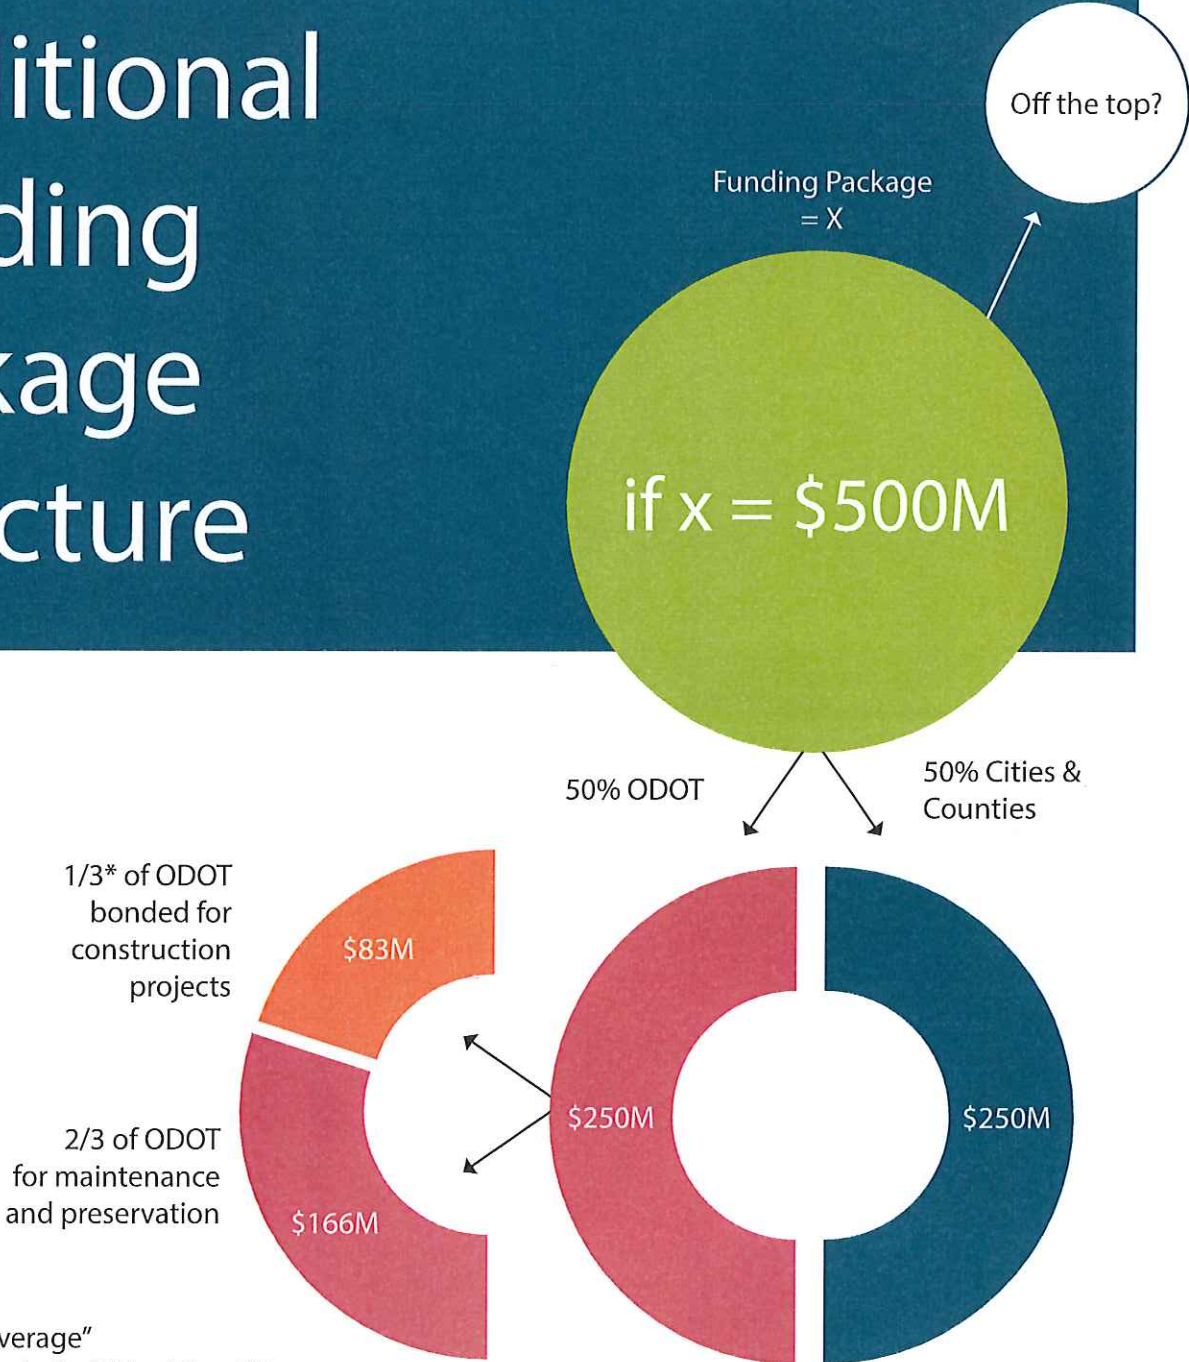 itional
ding
kage
cture
Off the top?
Funding Package
= X
if x = $500M
50% ODOT
50% Cities &
Counties
1/3* of ODOT
bonded for
construction
projects
$83M
$250M
$250M
2/3 of ODOT
for maintenance
and preservation
$166M
verage"